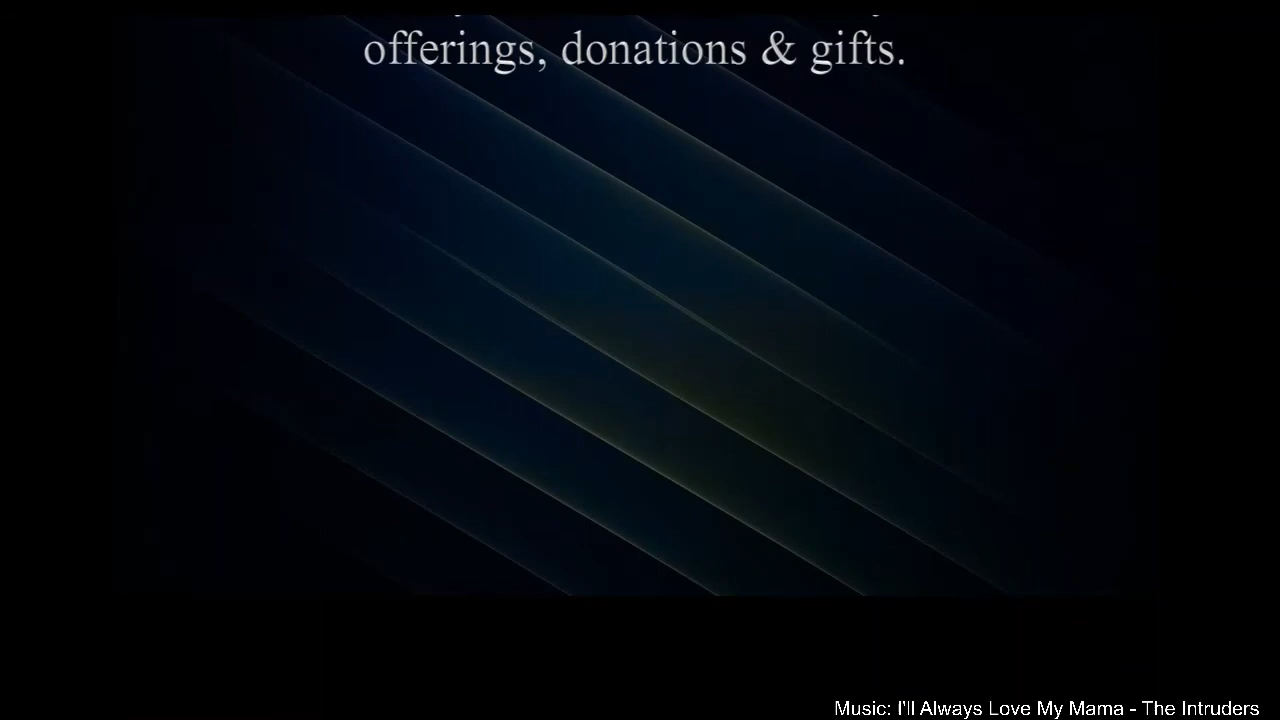 offerings, donations & gifts.
Music: I'll Always Love My Mama - The Intruders